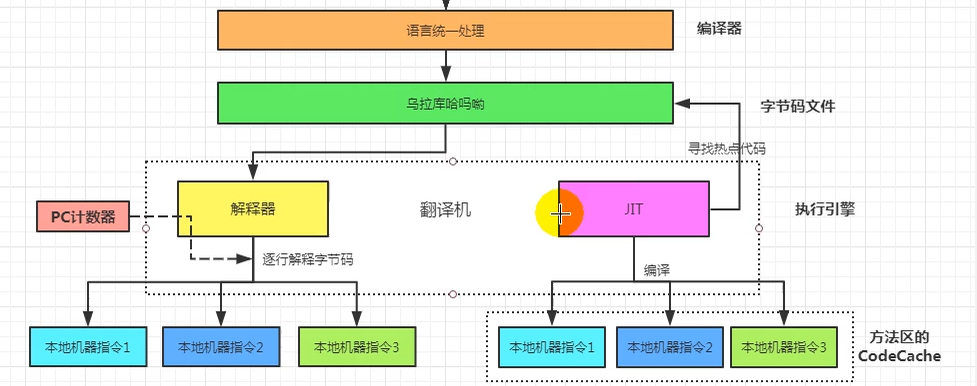 语言统一处理
编译器
乌拉库哈吗呦
字节码文件
寻找热点代码
PC计数器
解释器
翻译机
JIT
执行引擎
逐行解释字节码
编译
本地机器指令1
本地机器指令2
本地机器指令3
本地机器指令1
本地机器指令2
本地机器指令3
方法区的
CodeCache